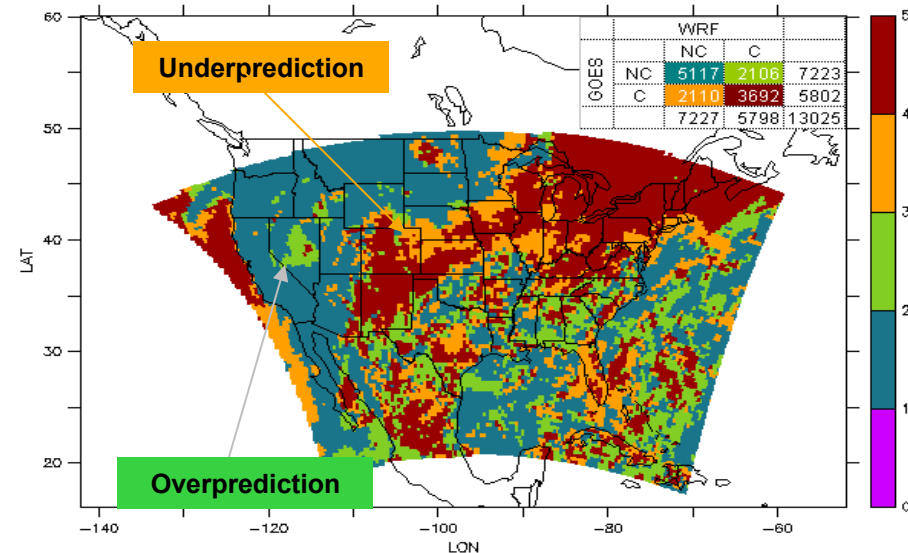 60
50
40
30
20
LAT
−140
−120
−100
−80
−60
LON
Underprediction
Overprediction
WRF
NC C
GOES
NC 5117 2106 7223
C 2110 3692 5802
7227 5798 13025
5
4
3
2
1
0